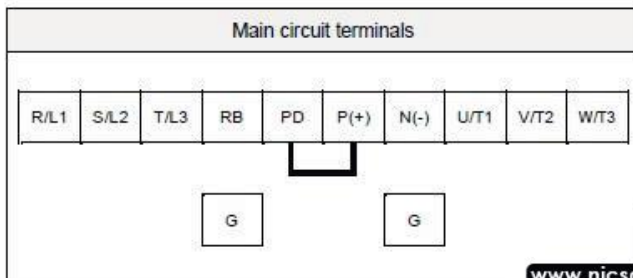 Main circuit terminals
R/L1 S/L2 T/L3 RB PD P(+) N(-) U/T1 V/T2 W/T3
G G